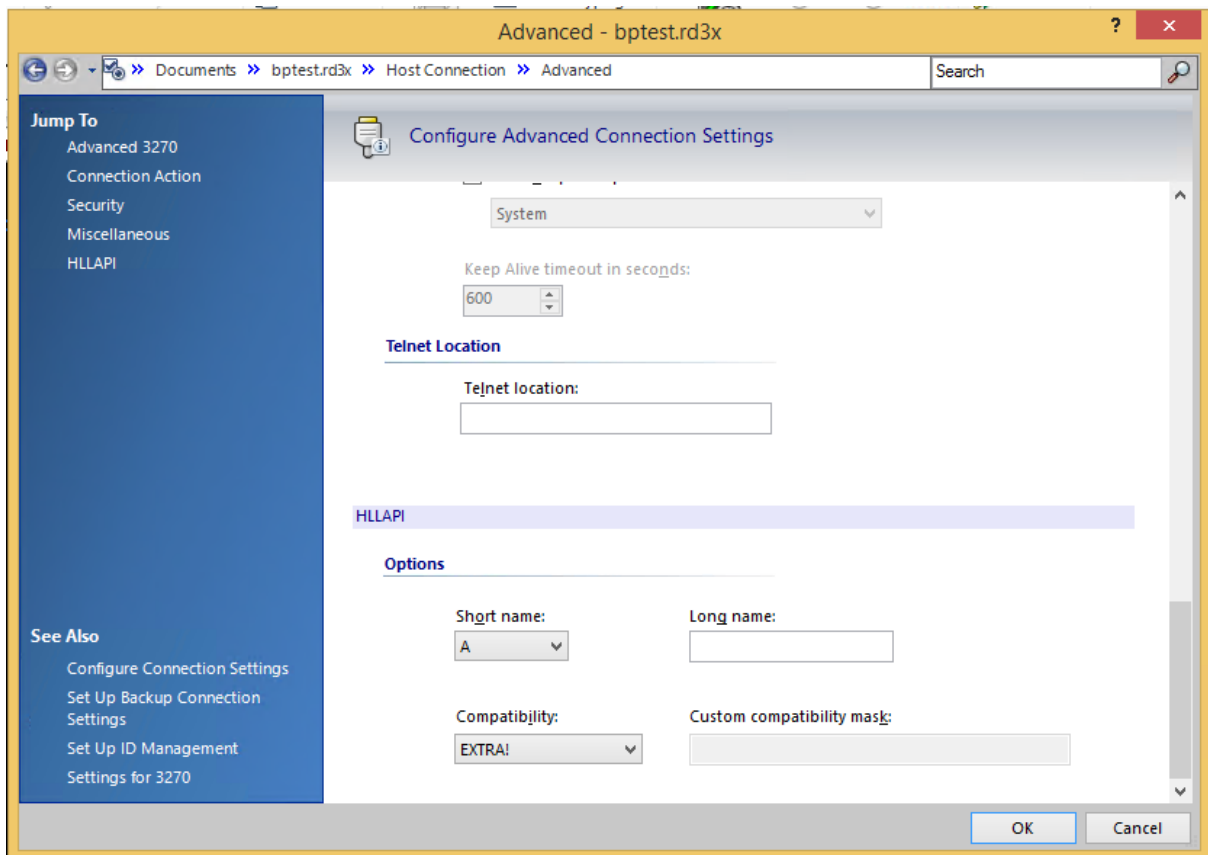 Advanced - bptest.rd3x
?
Documents » bptest.rd3x » Host Connection » Advanced
Search
Jump To
Advanced 3270
Connection Action
Security
Miscellaneous
HLLAPI
Configure Advanced Connection Settings
System
Keep Alive timeout in seconds:
600
Telnet Location
Telnet location:
HLLAPI
Options
Short name:
Long name:
A
Compatibility:
Custom compatibility mask:
EXTRA!
See Also
Configure Connection Settings
Set Up Backup Connection
Settings
Set Up ID Management
Settings for 3270
OK
Cancel